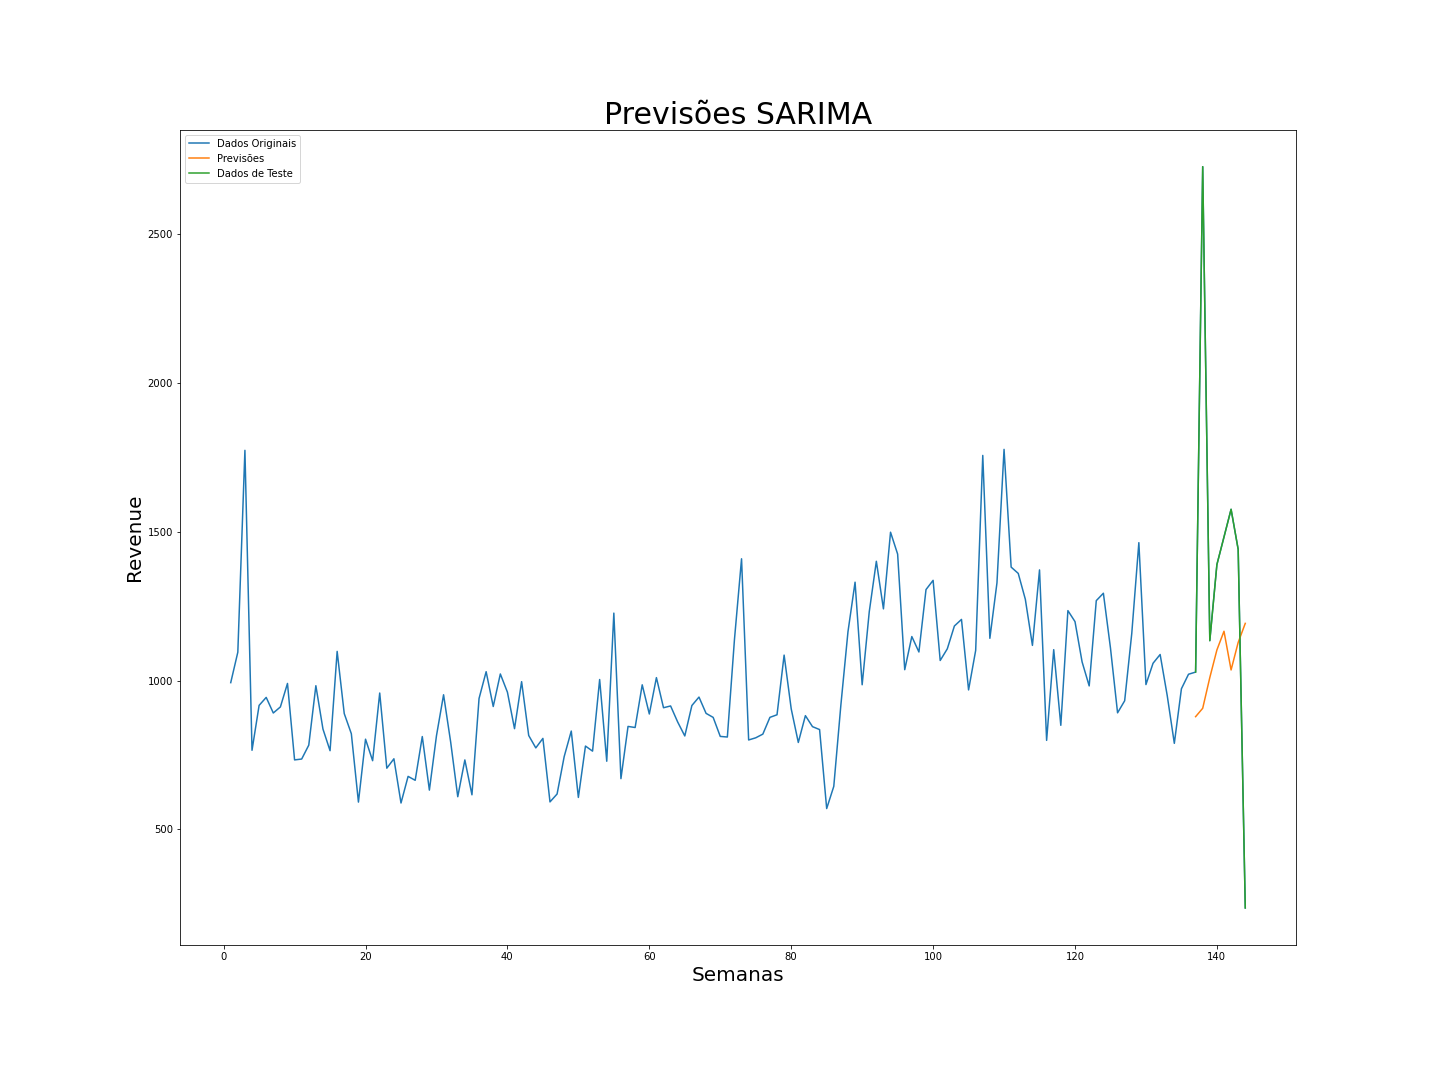 Previsões SARIMA
Dados Originais
Previsões
Dados de Teste
2500
2000
1500
1000
500
Revenue
0 20 40 60 80 100 120 140
Semanas